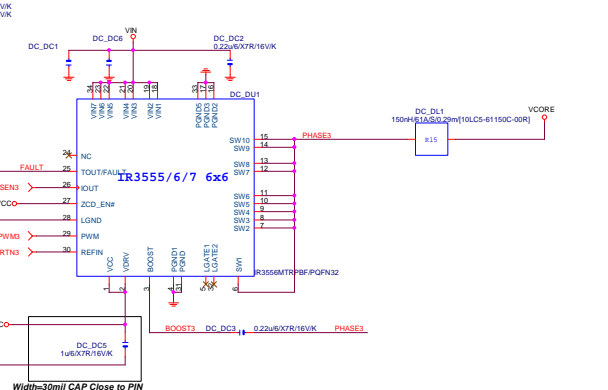 V/K
V/K
VIN
DC_DC1
DC_DC6
DC_DC2
0.22u/6/X7R/16V/K
34 23 22 21 20 19 18 33 17 16
VIN7 VIN6 VIN5 VIN4 VIN3 VIN2 VIN1 PGND5 PGND3 PGND2
DC_DU1
DC_DL1
150nH/61A/S/0.29m/[10LC5-61150C-00R]
VCORE
R15
PHASE3
24 NC
FAULT 25 TOUT/FAULT
SEN3 26 IOUT
CCO 27 ZCD_EN#
28 LGND
PWM3 29 PWM
RTN3 30 REFIN
IR3555/6/7 6x6
SW10 15
SW9 14
SW8 13
SW7 12
SW6 11
SW5 10
SW4 9
SW3 8
SW2 7
VCC VDRV BOOST PGND1 PGND LGATE1 LGATE2 SW1
1 2 3 4 31 5 6
IR3556MTRPBF/PQFN32
BOOST3
DC_DC3
0.22u/6/X7R/16V/K
PHASE3
DC_DC5
1u/6/X7R/16V/K
Width=30mil CAP Close to PIN